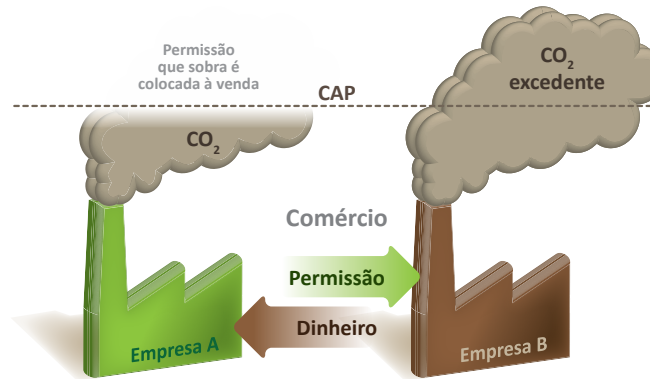 Permissão
que sobra é
colocada à venda
CAP
CO₂
excedente
CO₂
Comércio
Permissão
Dinheiro
Empresa A
Empresa B